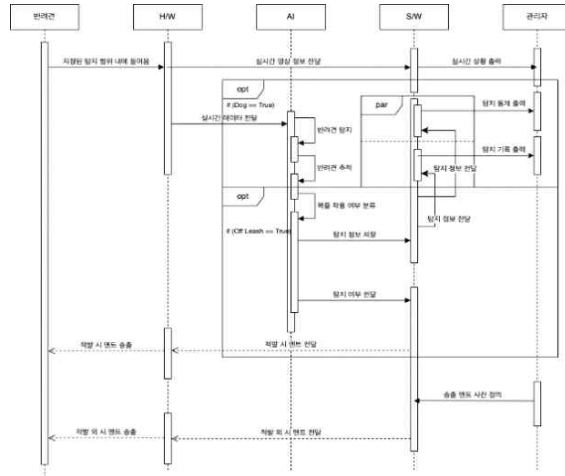 반려견
H/W
AI
S/W
관리자
지정된 탐지 범위 내에 들어옴
실시간 영상 정보 전달
실시간 상황 출력
opt
if (Dog == True)
par
탐지 통계 출력
실시간 데이터 전달
반려견 탐지
탐지 기록 출력
반려견 추적
탐지 정보 전달
opt
목줄 착용 여부 분류
탐지 정보 전달
if (Off Leash == True)
탐지 정보 저장
탐지 여부 전달
적발 시 멘트 송출
적발 시 멘트 전달
송출 멘트 사전 정의
적발 외 시 멘트 송출
적발 외 시 멘트 전달